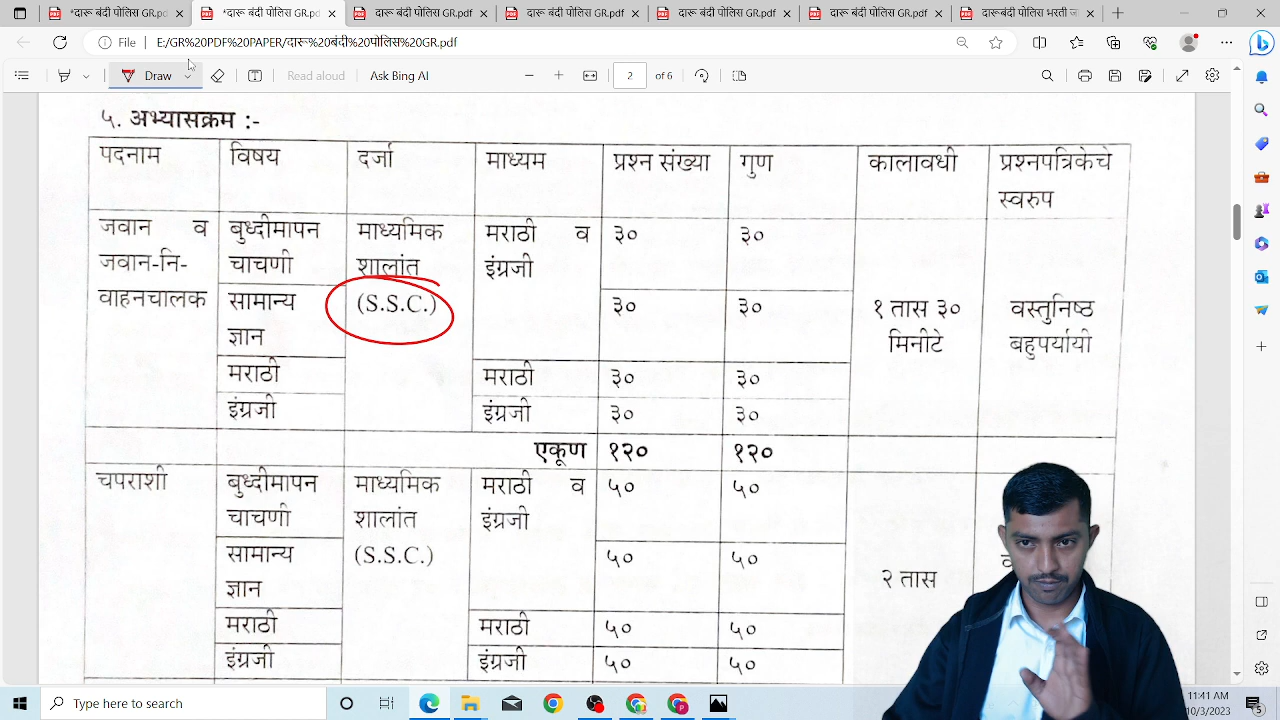 *दारू बंदी पोलिस GR.pdf
*दारू बंदी पोलिस GR.pdf
दारू बंदी पोलिस GR.pdf
दारू बंदी पोलिस GR.pdf
दारू बंदी पोलिस GR.pdf
दारू बंदी पोलिस GR.pdf
दारूबंदी पोलिस भरती
File E:/GR%20PDF%20PAPER/दारू%20बंदी%20पोलिस%20GR.pdf
Draw Read aloud Ask Bing AI 2 of 6
५. अभ्यासक्रम :-
पदनाम विषय दर्जा माध्यम प्रश्न संख्या गुण कालावधी प्रश्नपत्रिकेचे
स्वरुप
जवान व बुध्दीमापन माध्यमिक मराठी व ३० ३०
जवान-नि- चाचणी शालांत इंग्रजी
वाहनचालक सामान्य (S.S.C.) ३० ३० १ तास ३० वस्तुनिष्ठ
ज्ञान मिनीटे बहुपर्यायी
मराठी मराठी ३० ३०
इंग्रजी इंग्रजी ३० ३०
एकूण १२० १२०
चपराशी बुध्दीमापन माध्यमिक मराठी व ५० ५०
चाचणी शालांत इंग्रजी
सामान्य (S.S.C.) ५० ५० २ तास
ज्ञान
मराठी मराठी ५० ५०
इंग्रजी इंग्रजी ५० ५०
Type here to search
11:41 AM
10/3/2023
5